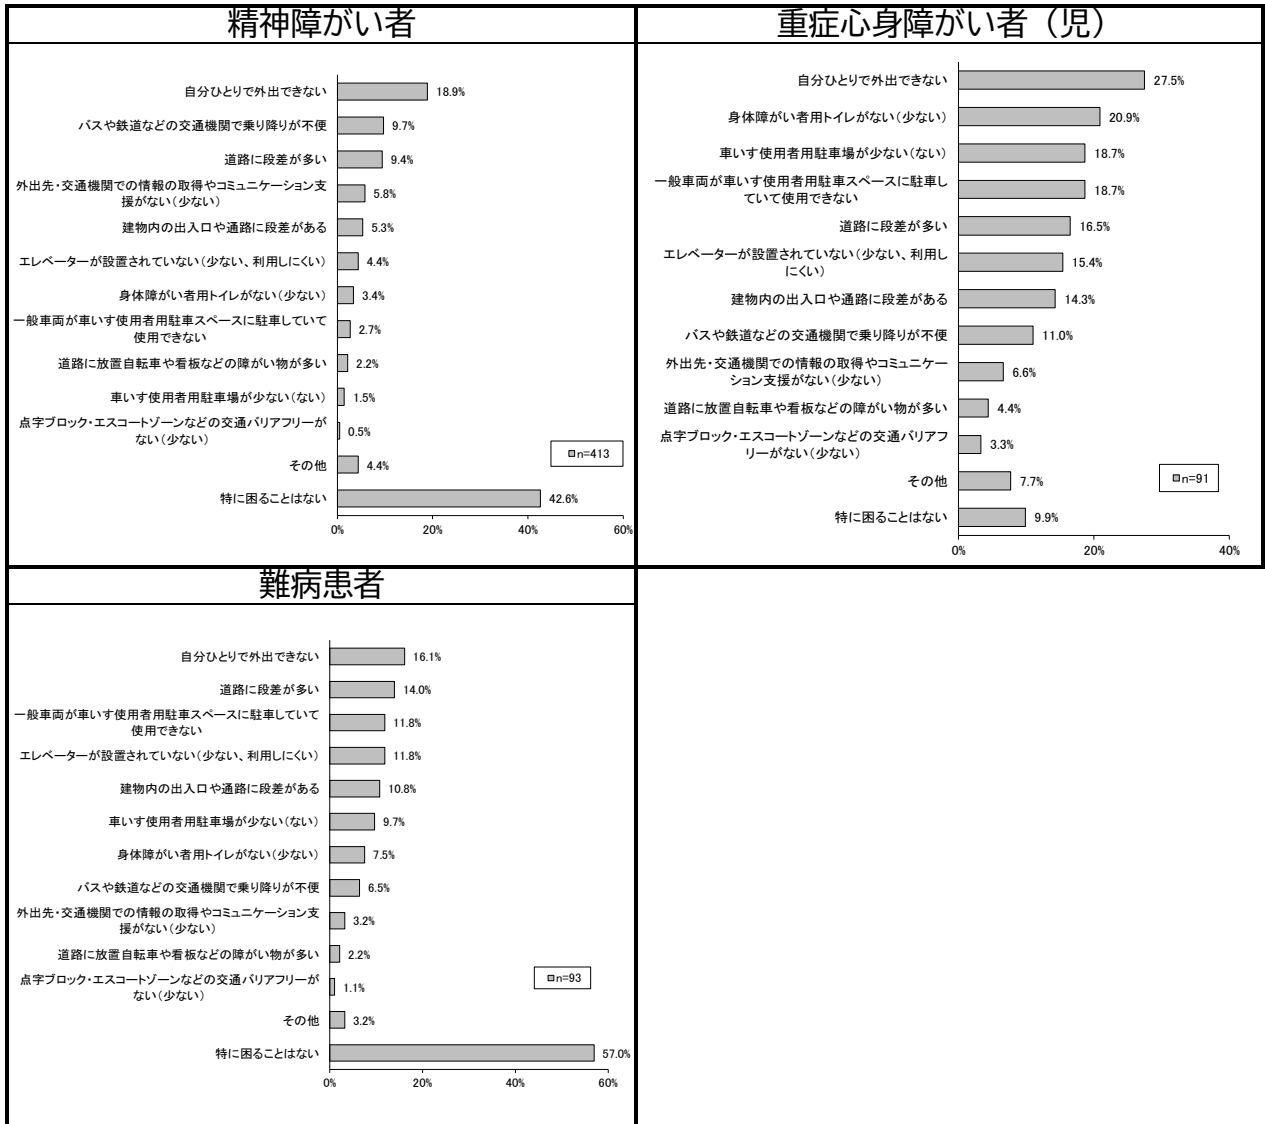 精神障がい者
自分ひとりで外出できない
18.9%
バスや鉄道などの交通機関で乗り降りが不便
9.7%
道路に段差が多い
9.4%
外出先・交通機関での情報の取得やコミュニケーション支
援がない(少ない)
5.8%
建物内の出入口や通路に段差がある
5.3%
エレベーターが設置されていない(少ない、利用しにくい)
4.4%
身体障がい者用トイレがない(少ない)
3.4%
一般車両が車いす使用者用駐車スペースに駐車していて
使用できない
2.7%
道路に放置自転車や看板などの障がい物が多い
2.2%
車いす使用者用駐車場が少ない(ない)
1.5%
点字ブロック・エスコートゾーンなどの交通バリアフリーが
ない(少ない)
0.5%
その他
4.4%
特に困ることはない
42.6%
n=413
0% 20% 40% 60%
重症心身障がい者（児）
自分ひとりで外出できない
27.5%
身体障がい者用トイレがない(少ない)
20.9%
車いす使用者用駐車場が少ない(ない)
18.7%
一般車両が車いす使用者用駐車スペースに駐車し
ていて使用できない
18.7%
道路に段差が多い
16.5%
エレベーターが設置されていない(少ない、利用し
にくい)
15.4%
建物内の出入口や通路に段差がある
14.3%
バスや鉄道などの交通機関で乗り降りが不便
11.0%
外出先・交通機関での情報の取得やコミュニケー
ション支援がない(少ない)
6.6%
道路に放置自転車や看板などの障がい物が多い
4.4%
点字ブロック・エスコートゾーンなどの交通バリアフ
リーがない(少ない)
3.3%
その他
7.7%
特に困ることはない
9.9%
n=91
0% 20% 40%
難病患者
自分ひとりで外出できない
16.1%
道路に段差が多い
14.0%
一般車両が車いす使用者用駐車スペースに駐車していて
使用できない
11.8%
エレベーターが設置されていない(少ない、利用しにくい)
11.8%
建物内の出入口や通路に段差がある
10.8%
車いす使用者用駐車場が少ない(ない)
9.7%
身体障がい者用トイレがない(少ない)
7.5%
バスや鉄道などの交通機関で乗り降りが不便
6.5%
外出先・交通機関での情報の取得やコミュニケーション支
援がない(少ない)
3.2%
道路に放置自転車や看板などの障がい物が多い
2.2%
点字ブロック・エスコートゾーンなどの交通バリアフリーが
ない(少ない)
1.1%
その他
3.2%
特に困ることはない
57.0%
n=93
0% 20% 40% 60%